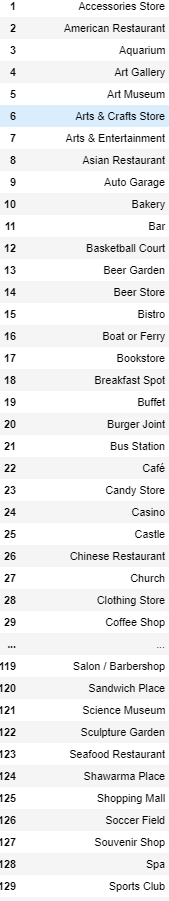 1 Accessories Store
2 American Restaurant
3 Aquarium
4 Art Gallery
5 Art Museum
6 Arts & Crafts Store
7 Arts & Entertainment
8 Asian Restaurant
9 Auto Garage
10 Bakery
11 Bar
12 Basketball Court
13 Beer Garden
14 Beer Store
15 Bistro
16 Boat or Ferry
17 Bookstore
18 Breakfast Spot
19 Buffet
20 Burger Joint
21 Bus Station
22 Café
23 Candy Store
24 Casino
25 Castle
26 Chinese Restaurant
27 Church
28 Clothing Store
29 Coffee Shop
... ...
119 Salon / Barbershop
120 Sandwich Place
121 Science Museum
122 Sculpture Garden
123 Seafood Restaurant
124 Shawarma Place
125 Shopping Mall
126 Soccer Field
127 Souvenir Shop
128 Spa
129 Sports Club